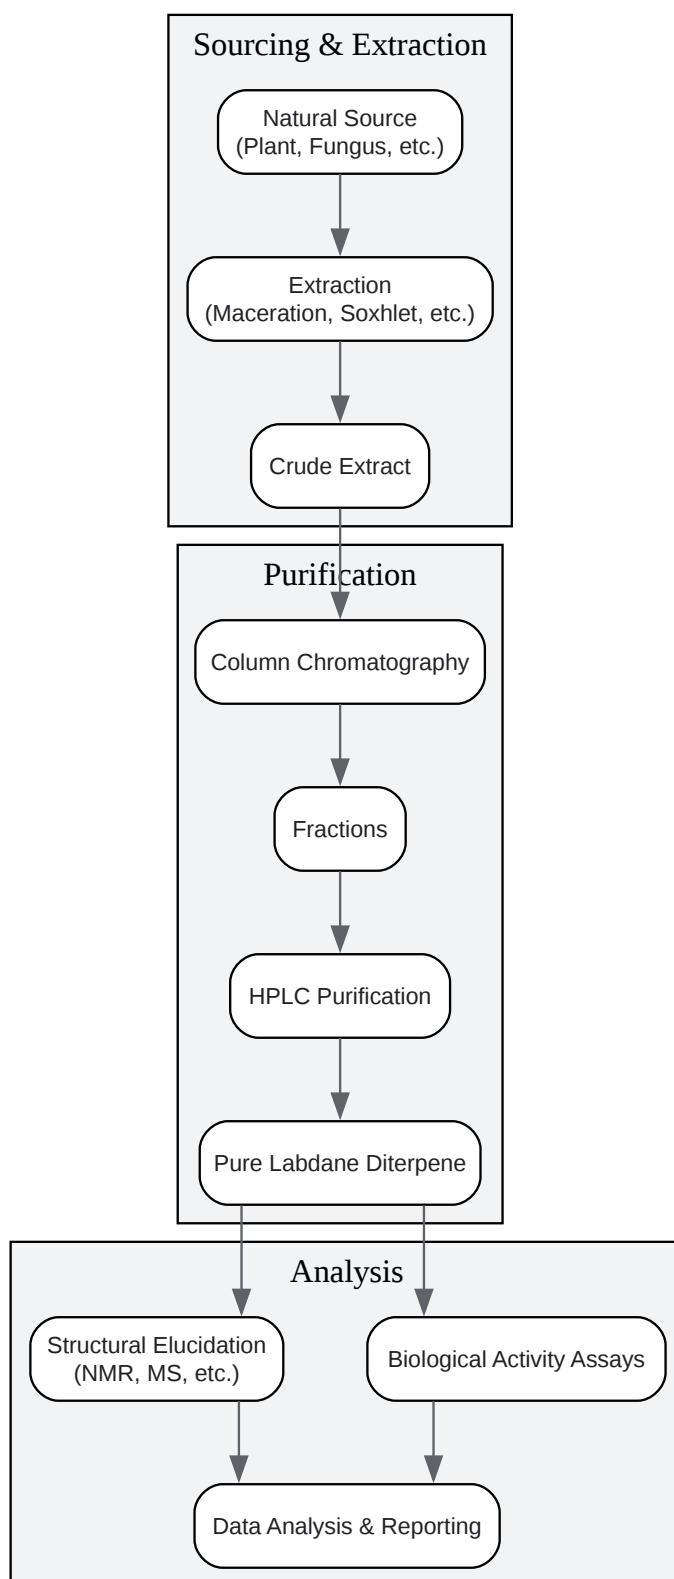 Sourcing & Extraction
Natural Source
(Plant, Fungus, etc.)
Extraction
(Maceration, Soxhlet, etc.)
Crude Extract
Purification
Column Chromatography
Fractions
HPLC Purification
Pure Labdane Diterpene
Analysis
Structural Elucidation
(NMR, MS, etc.)
Biological Activity Assays
Data Analysis & Reporting